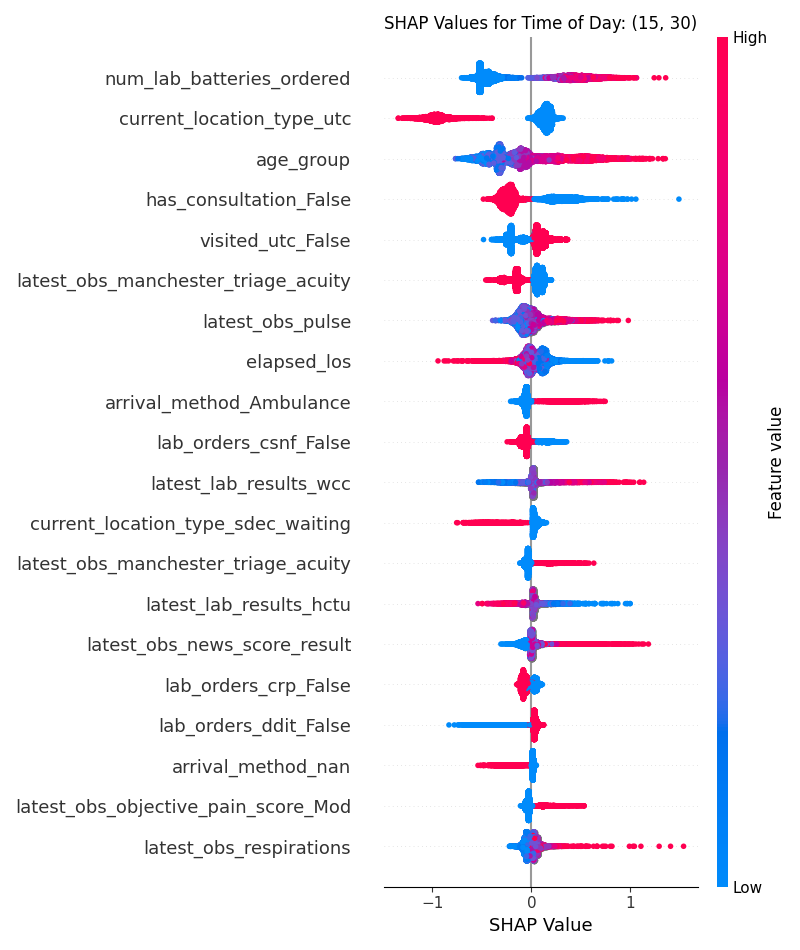 SHAP Values for Time of Day: (15, 30)
High
num_lab_batteries_ordered
current_location_type_utc
age_group
has_consultation_False
visited_utc_False
latest_obs_manchester_triage_acuity
latest_obs_pulse
elapsed_los
arrival_method_Ambulance
lab_orders_csnf_False
latest_lab_results_wcc
current_location_type_sdec_waiting
latest_obs_manchester_triage_acuity
latest_lab_results_hctu
latest_obs_news_score_result
lab_orders_crp_False
lab_orders_ddit_False
arrival_method_nan
latest_obs_objective_pain_score_Mod
latest_obs_respirations
Feature value
Low
−1 0 1
SHAP Value